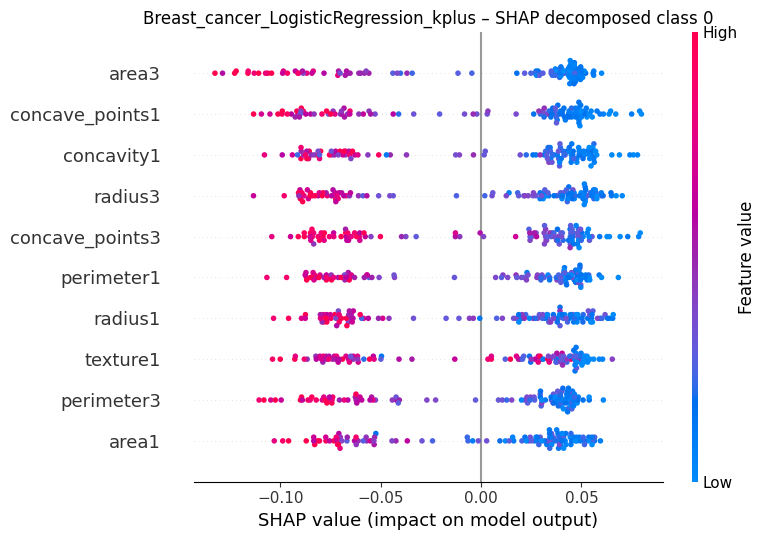 Breast_cancer_LogisticRegression_kplus – SHAP decomposed class 0
High
area3
concave_points1
concavity1
radius3
concave_points3
perimeter1
radius1
texture1
perimeter3
area1
Feature value
Low
−0.10 −0.05 0.00 0.05
SHAP value (impact on model output)